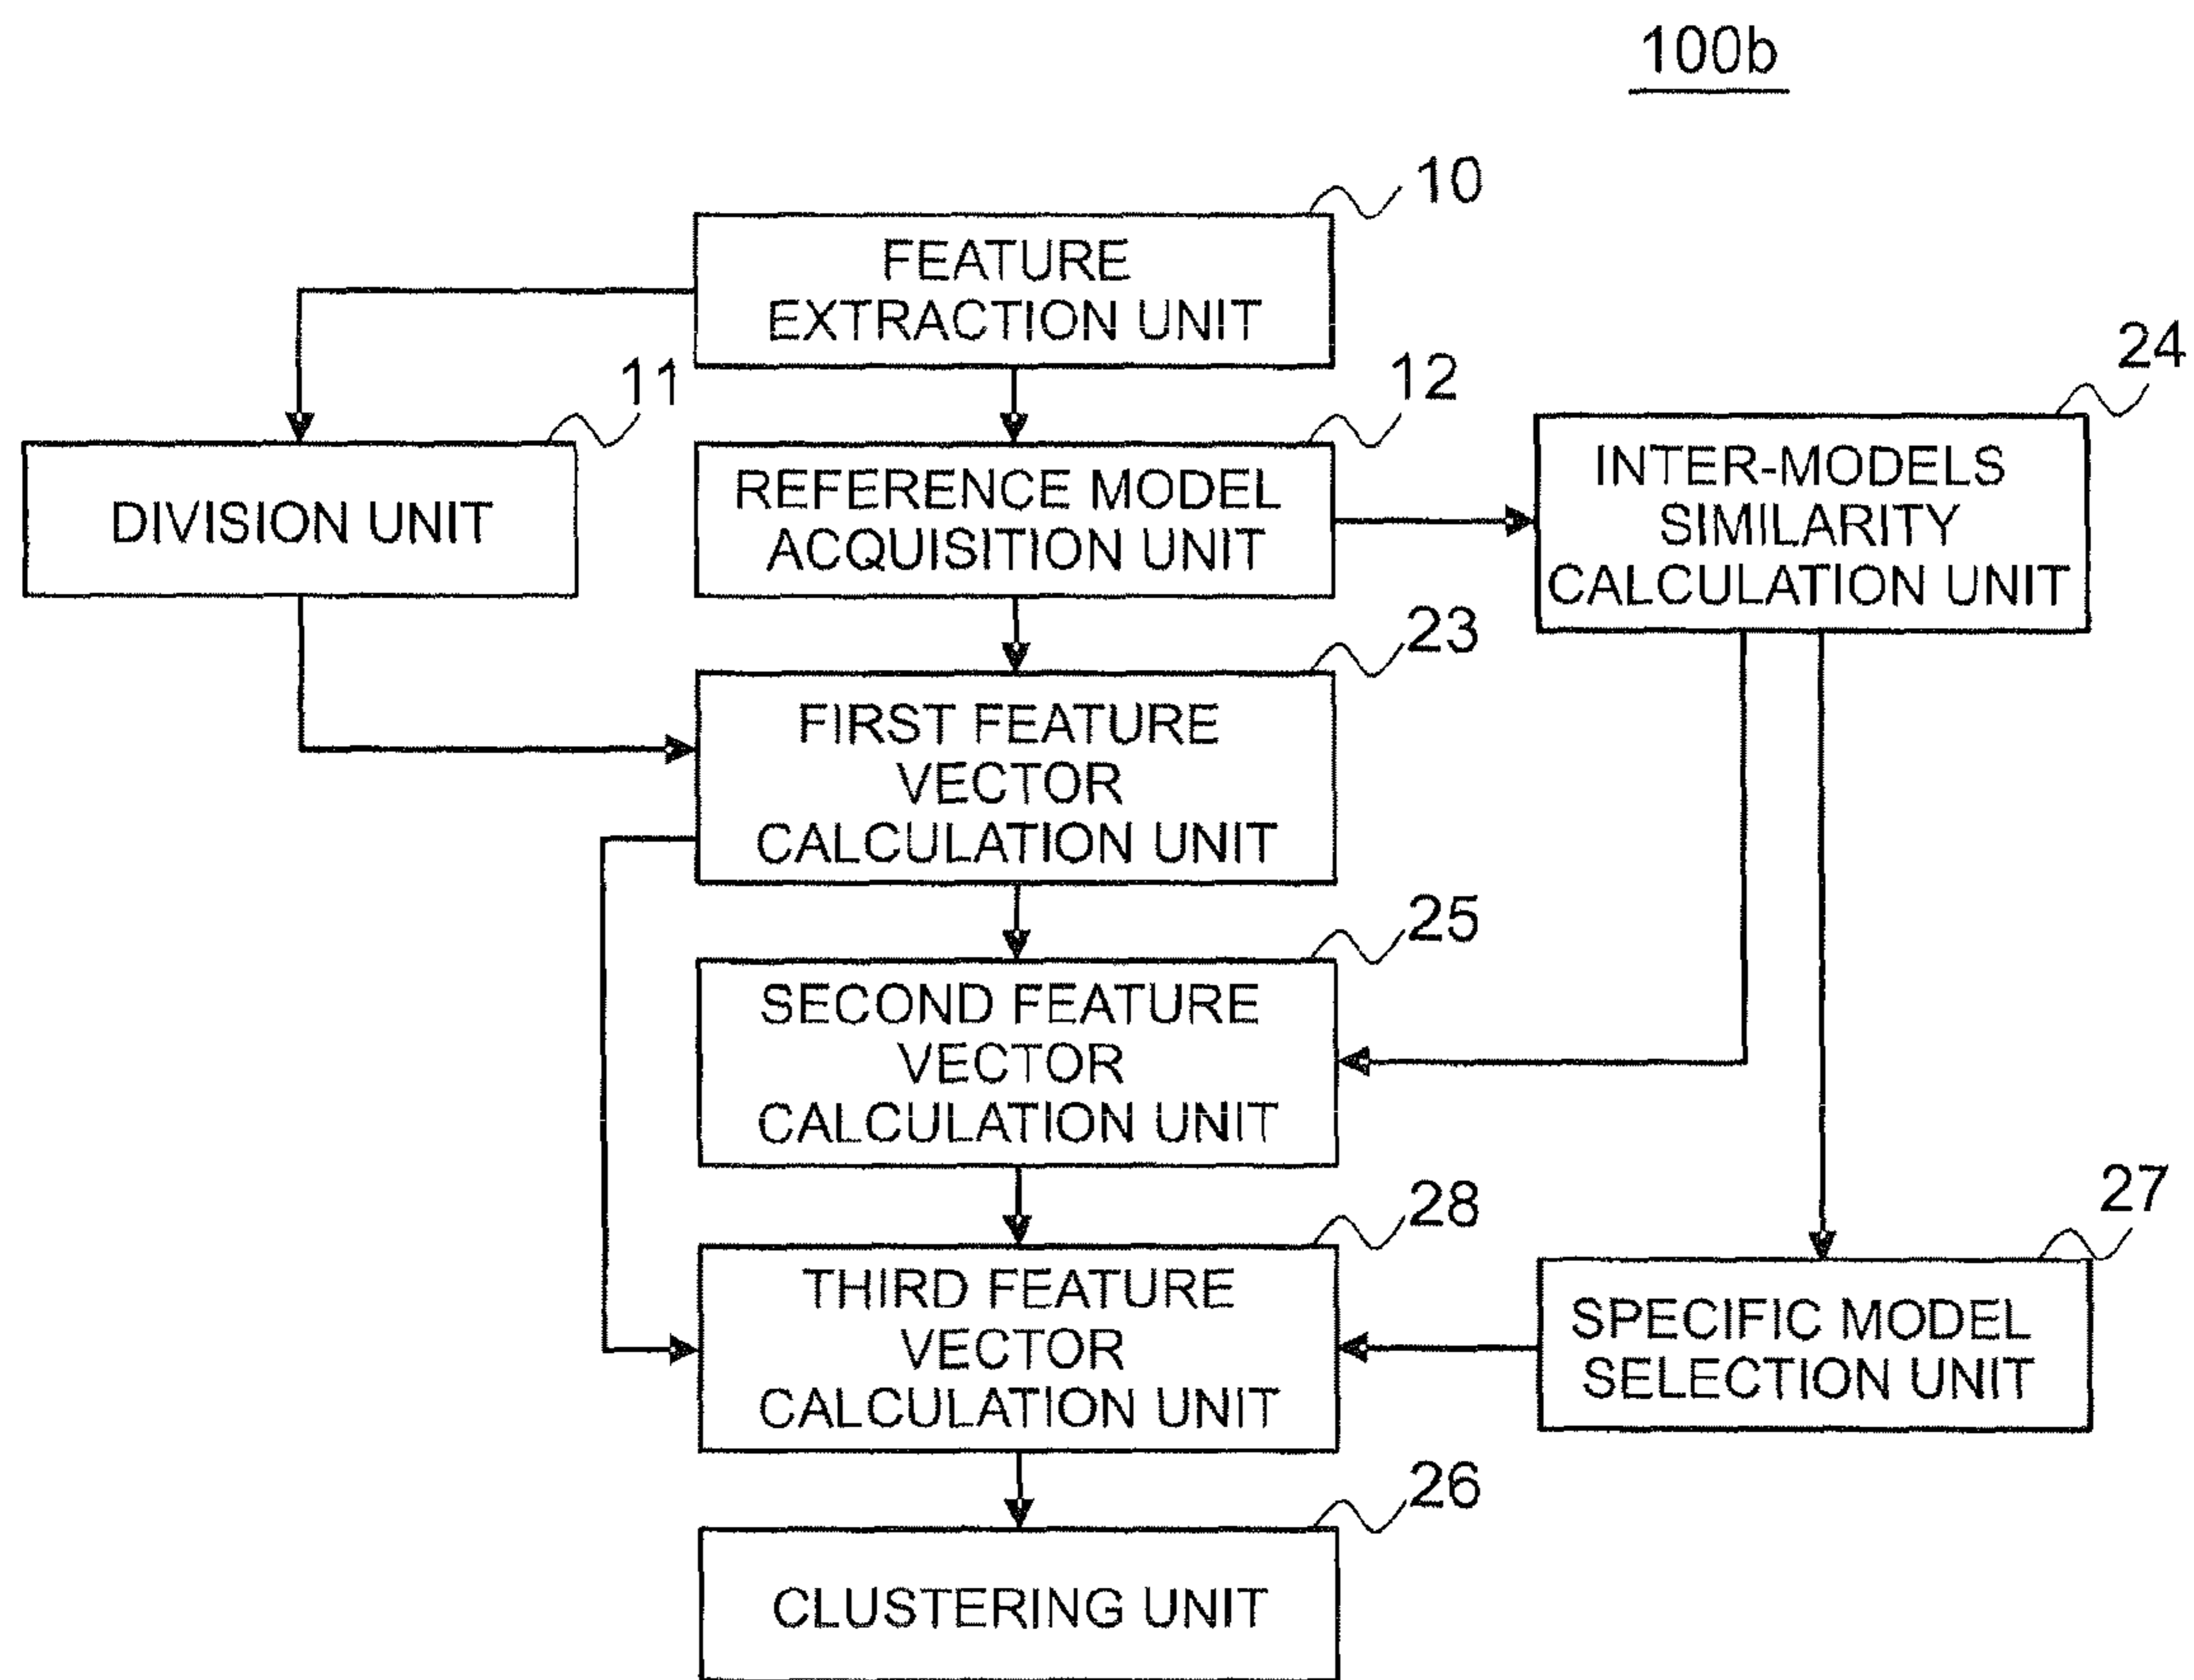 100b
10
FEATURE
EXTRACTION UNIT
11
DIVISION UNIT
12
REFERENCE MODEL
ACQUISITION UNIT
24
INTER-MODELS
SIMILARITY
CALCULATION UNIT
23
FIRST FEATURE
VECTOR
CALCULATION UNIT
25
SECOND FEATURE
VECTOR
CALCULATION UNIT
28
THIRD FEATURE
VECTOR
CALCULATION UNIT
27
SPECIFIC MODEL
SELECTION UNIT
26
CLUSTERING UNIT